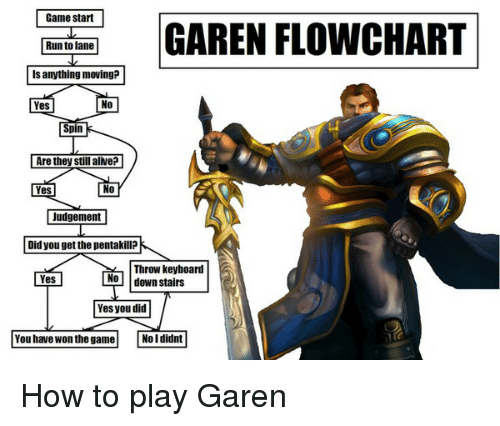 Game start
GAREN FLOWCHART
Run to lane
Is anything moving?
Yes
No
Spin
Are they still alive?
Yes
No
Judgement
Did you get the pentakill?
Yes
No
Throw keyboard
down stairs
Yes you did
You have won the game
No I didnt
How to play Garen